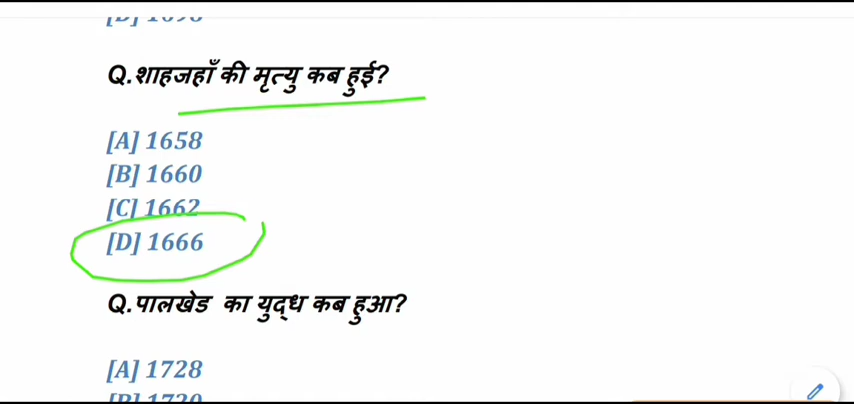 Q.शाहजहाँ की मृत्यु कब हुई?
[A] 1658
[B] 1660
[C] 1662
[D] 1666
Q.पालखेड का युद्ध कब हुआ?
[A] 1728